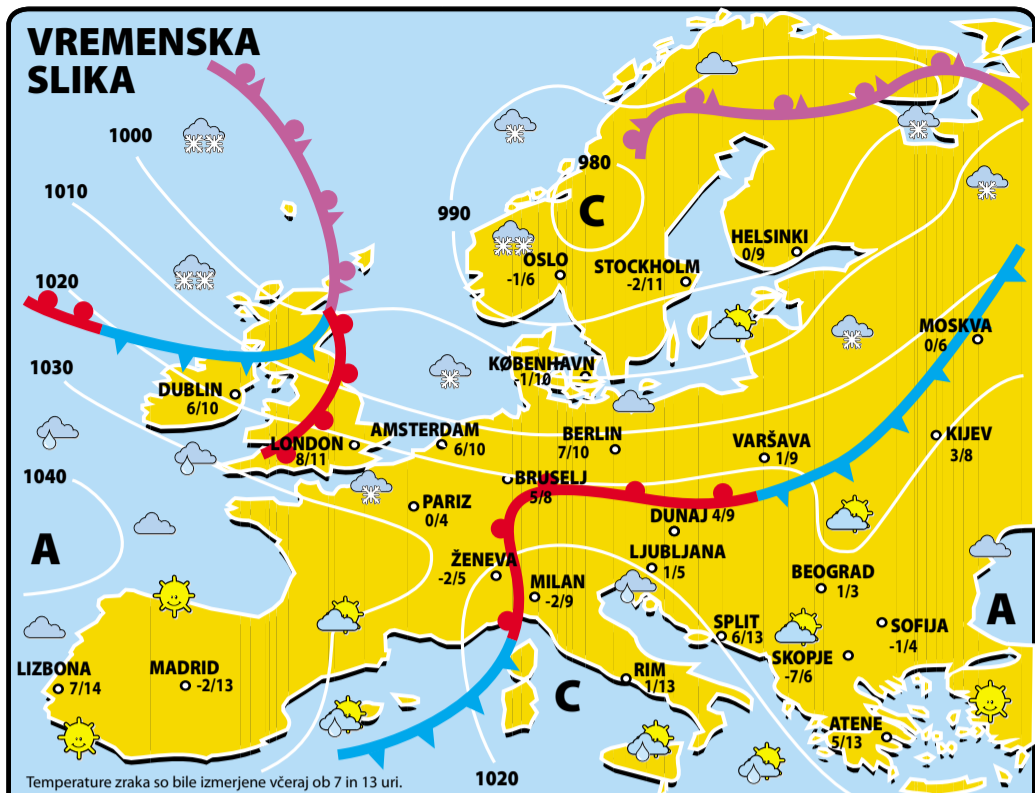 VREMENSKA
SLIKA
1000
1010
1020
1030
1040
980
990
C
OSLO
-1/6
STOCKHOLM
-2/11
HELSINKI
0/9
MOSKVA
0/6
KØBENHAVN
-1/10
DUBLIN
6/10
LONDON
8/11
AMSTERDAM
6/10
BERLIN
7/10
VARŠAVA
1/9
KIJEV
3/8
BRUSELJ
5/8
PARIZ
0/4
DUNAJ 4/9
A
ŽENEVA
-2/5
LJUBLJANA
1/5
MILAN
-2/9
BEOGRAD
1/3
A
SPLIT
6/13
SOFIJA
-1/4
SKOPJE
-7/6
LIZBONA
7/14
MADRID
-2/13
RIM
1/13
C
ATENE
5/13
1020
Temperature zraka so bile izmerjene včeraj ob 7 in 13 uri.